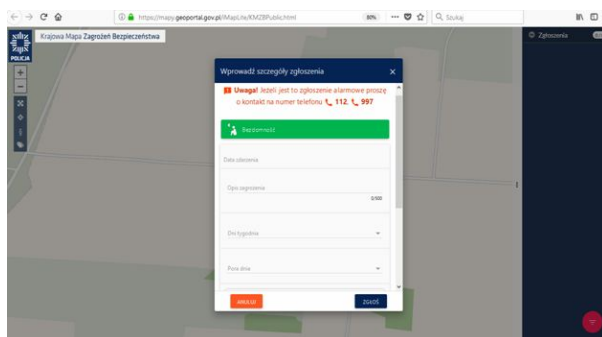 https://mapy.geoportal.gov.pl/iMapLite/KMZBPublic.html
80%
Szukaj
POLICJA
Krajowa Mapa Zagrożeń Bezpieczeństwa
Zgłoszenia
Wprowadź szczegóły zgłoszenia
Uwaga! Jeżeli jest to zgłoszenie alarmowe proszę
o kontakt na numer telefonu 112, 997
Bezdomność
Data zdarzenia
Opis zagrożenia
0/500
Dni tygodnia
Pora dnia
ANULUJ
ZGŁOŚ